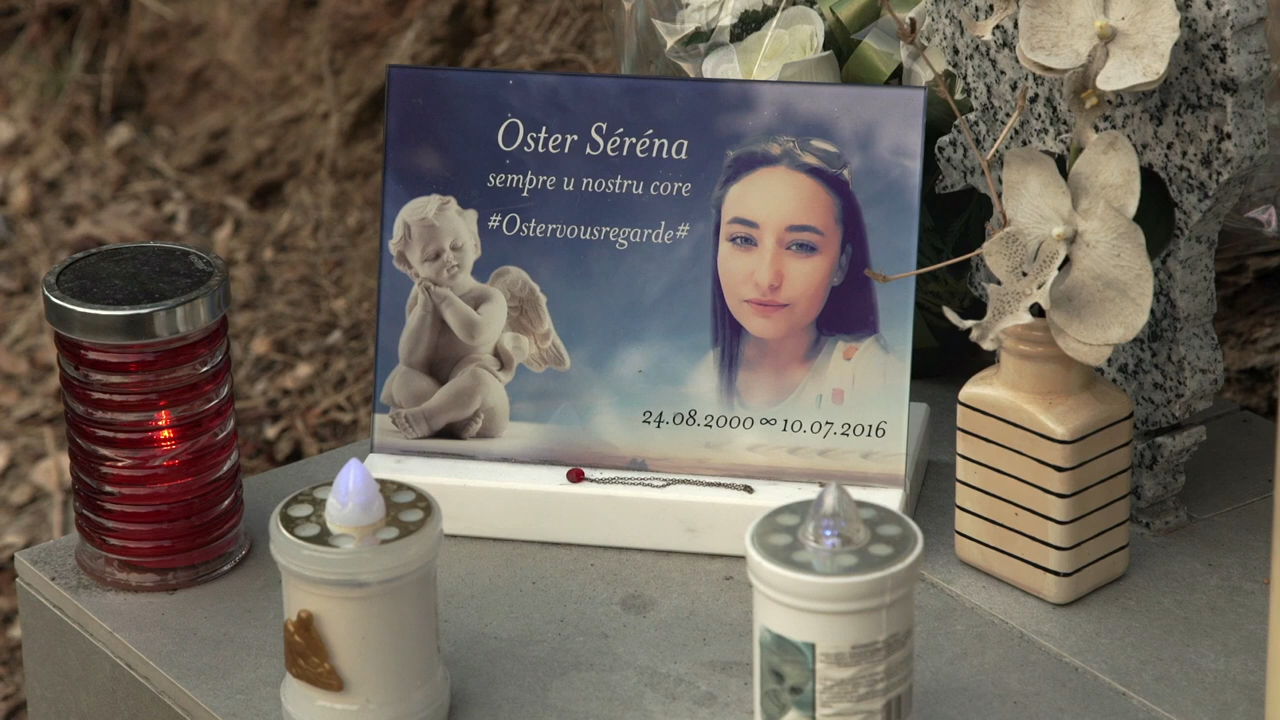 Oster Séréna
sempre u nostru core
#Ostervousregarde#
24.08.2000 ∞ 10.07.2016